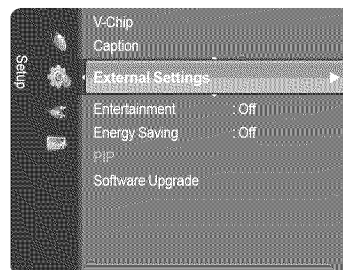 Setup
V-Chip
Caption
External Settings
Entertainment : Off
Energy Saving : Off
PIP
Software Upgrade